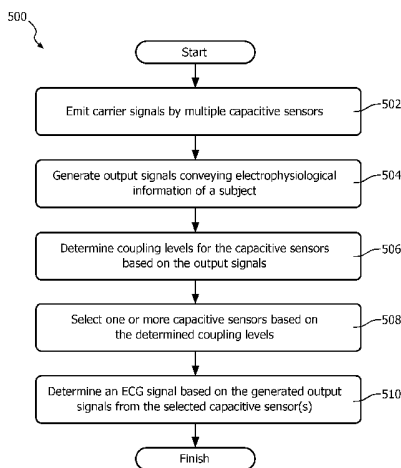 500
Start
Emit carrier signals by multiple capacitive sensors
502
Generate output signals conveying electrophysiological
information of a subject
504
Determine coupling levels for the capacitive sensors
based on the output signals
506
Select one or more capacitive sensors based on
the determined coupling levels
508
Determine an ECG signal based on the generated output
signals from the selected capacitive sensor(s)
510
Finish